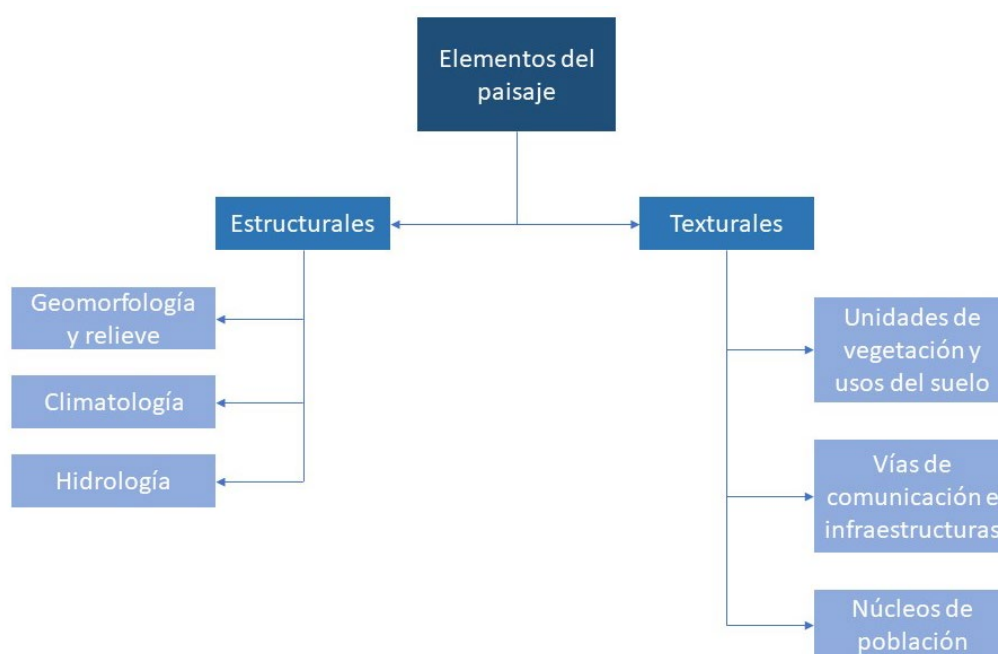 Elementos del
paisaje
Estructurales
Texturales
Geomorfología
y relieve
Climatología
Hidrología
Unidades de
vegetación y
usos del suelo
Vías de
comunicación e
infraestructuras
Núcleos de
población